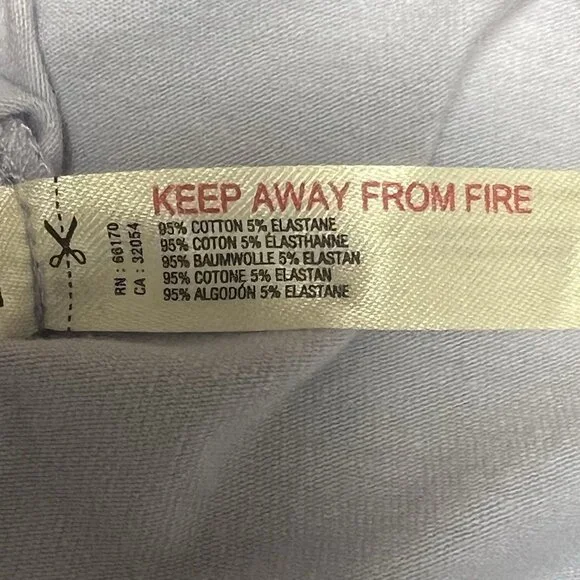 KEEP AWAY FROM FIRE
95% COTTON 5% ELASTANE
95% COTON 5% ÉLASTHANNE
95% BAUMWOLLE 5% ELASTAN
95% COTONE 5% ELASTAN
95% ALGODÓN 5% ELASTANE
RN : 66170
CA : 32054